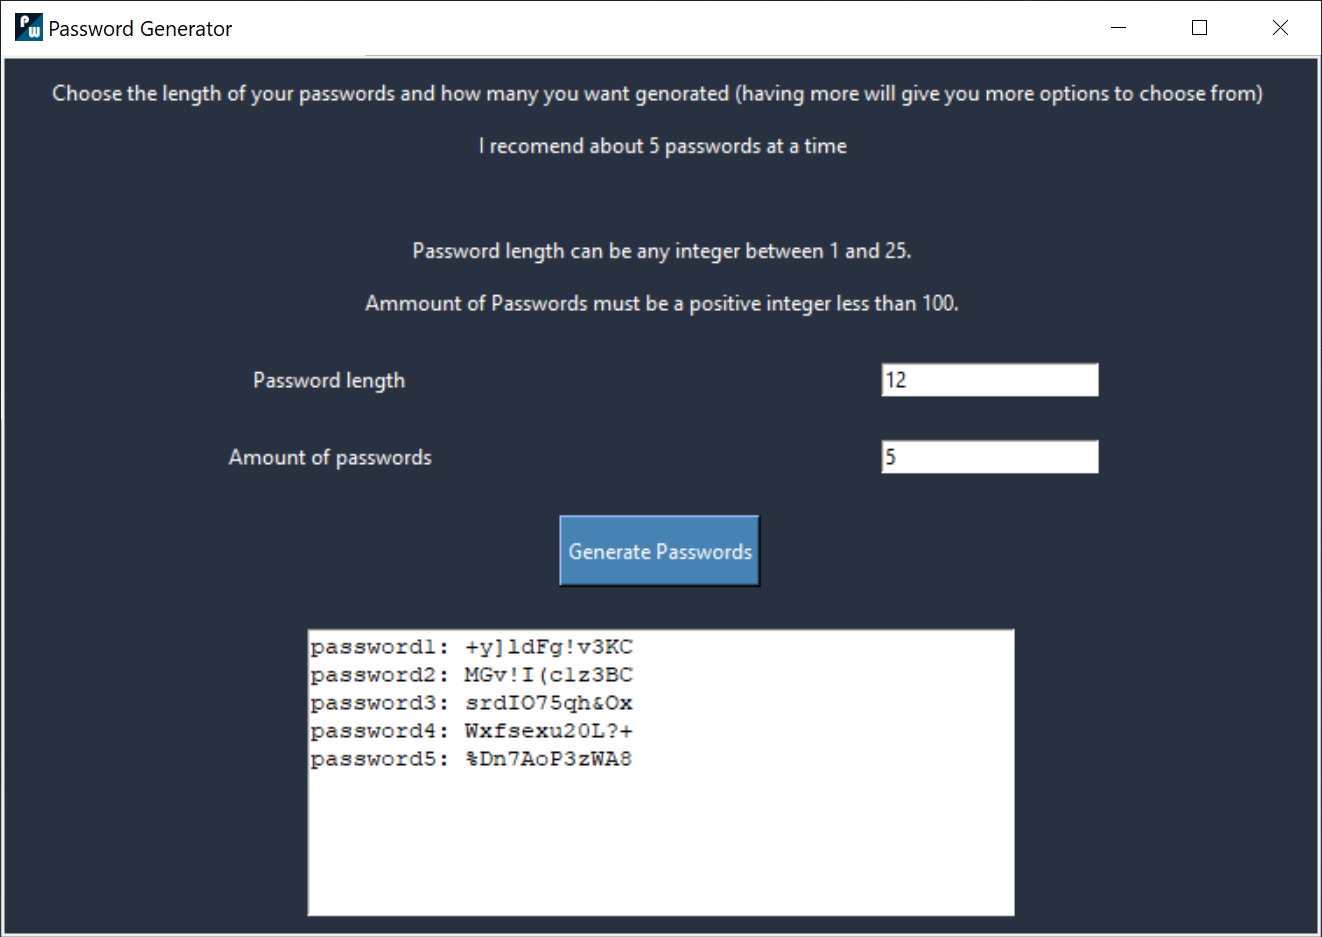 PW Password Generator
Choose the length of your passwords and how many you want genorated (having more will give you more options to choose from)
I recomend about 5 passwords at a time
Password length can be any integer between 1 and 25.
Ammount of Passwords must be a positive integer less than 100.
Password length 12
Amount of passwords 5
Generate Passwords
password1: +y]ldFg!v3KC
password2: MGv!I(clz3BC
password3: srdIO75qh&Ox
password4: Wxfsexu20L?+
password5: %Dn7AoP3zWA8